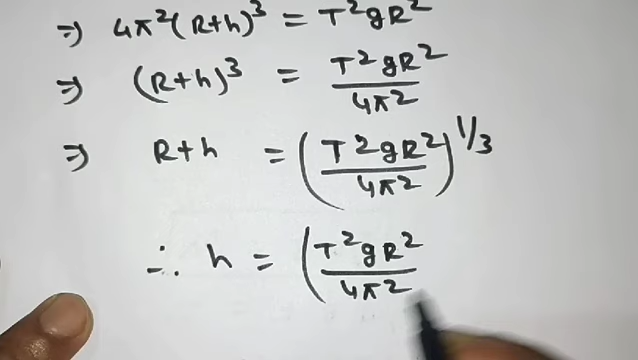 ⇒ 4π²(R+h)³ = T²gR²
⇒ (R+h)³ = T²gR² / 4π²
⇒ R+h = (T²gR² / 4π²)^1/3
∴ h = (T²gR² / 4π²